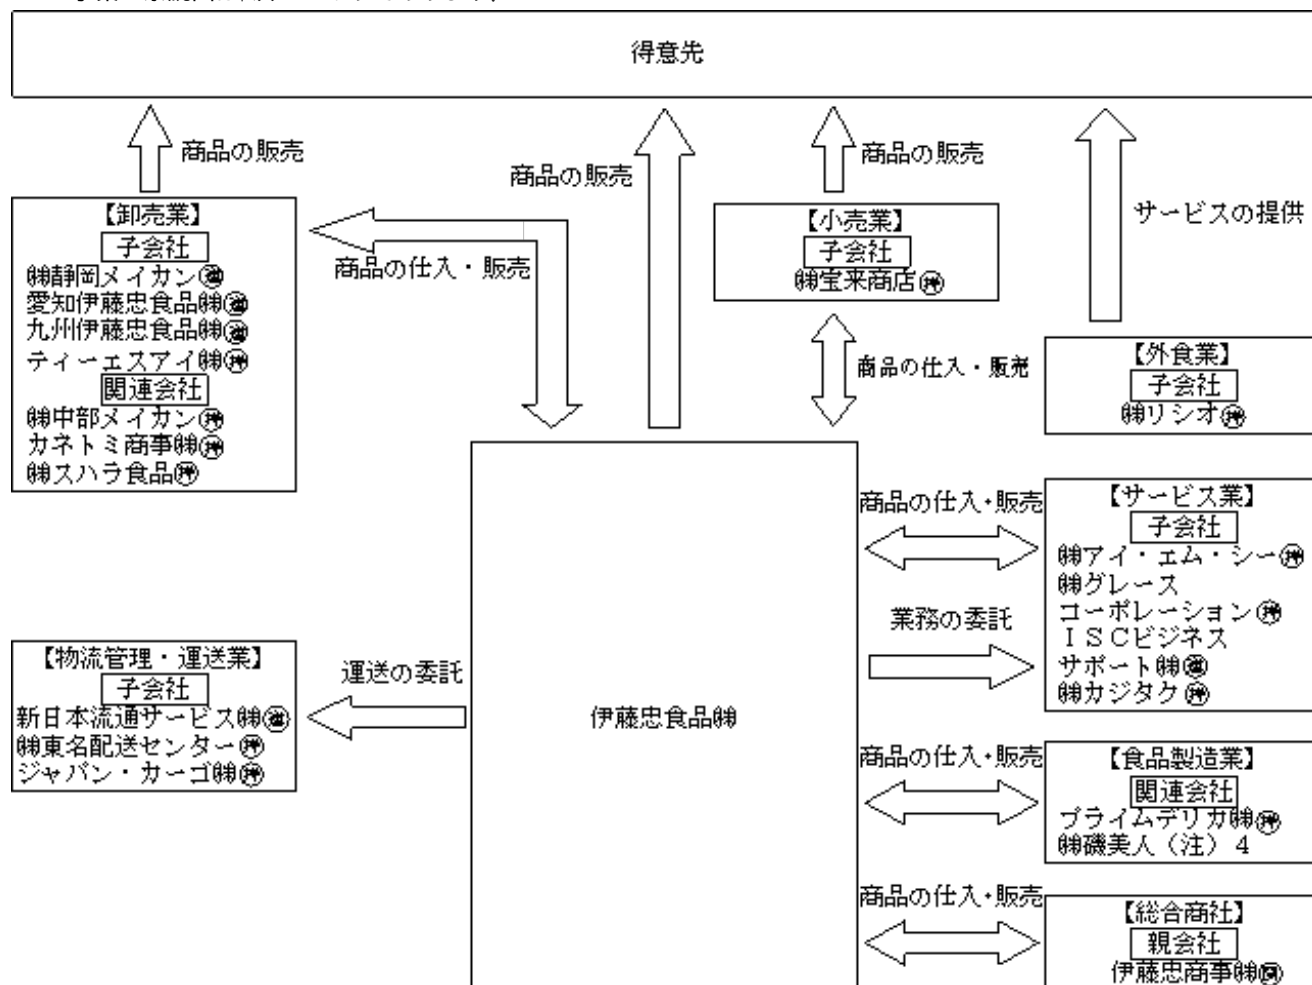 得意先
商品の販売
商品の販売
商品の販売
サービスの提供
【卸売業】
子会社
㈱静岡メイカン㊜
愛知伊藤忠食品㈱㊜
九州伊藤忠食品㈱㊜
ティーエスアイ㈱
関連会社
㈱中部メイカン
カネトミ商事㈱
㈱スハラ食品
商品の仕入・販売
【小売業】
子会社
㈱宝来商店
商品の仕入・販売
【外食業】
子会社
㈱リシオ
伊藤忠食品㈱
商品の仕入・販売
業務の委託
【サービス業】
子会社
㈱アイ・エム・シー
㈱グレース
コーポレーション
ＩＳＣビジネス
サポート㈱
㈱カジタク
【物流管理・運送業】
子会社
新日本流通サービス㈱
㈱東名配送センター
ジャパン・カーゴ㈱
運送の委託
商品の仕入・販売
【食品製造業】
関連会社
プライムデリカ㈱
㈱磯美人（注）４
商品の仕入・販売
【総合商社】
親会社
伊藤忠商事㈱